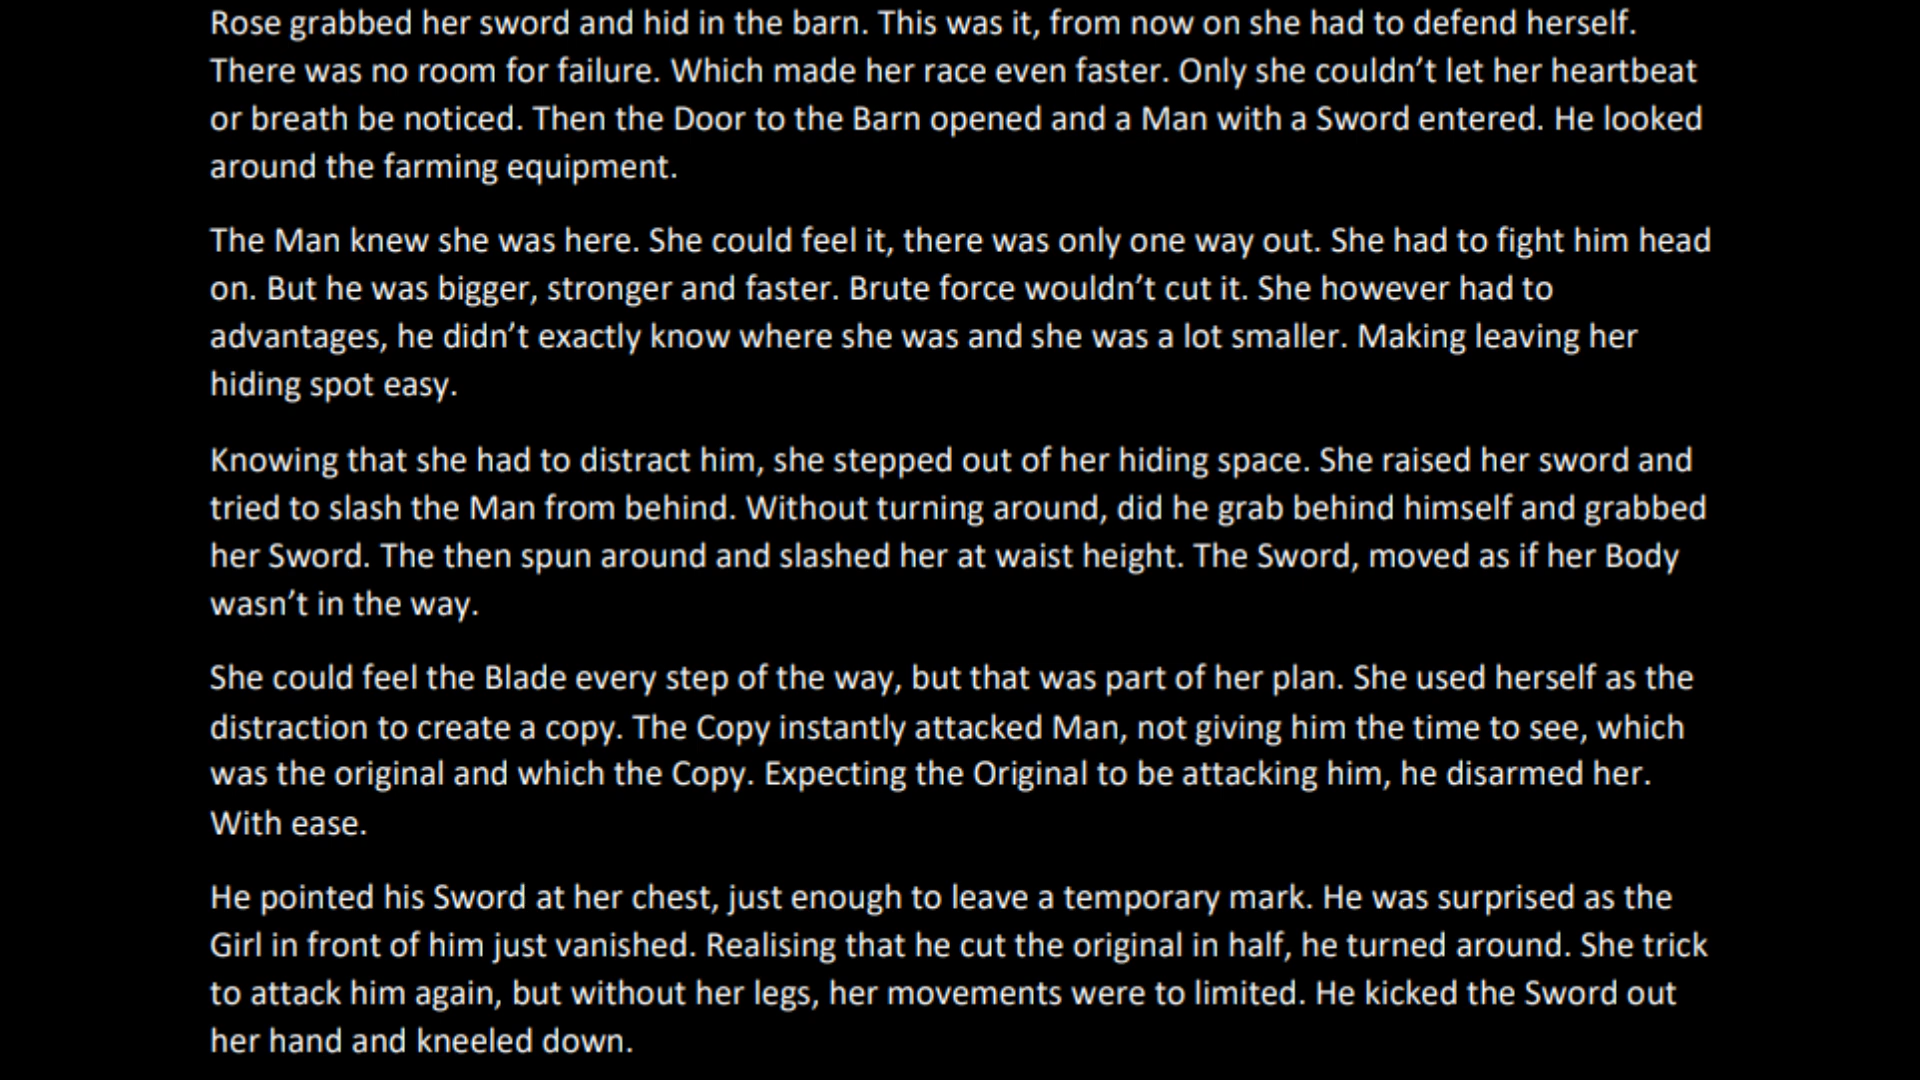 Rose grabbed her sword and hid in the barn. This was it, from now on she had to defend herself.
There was no room for failure. Which made her race even faster. Only she couldn’t let her heartbeat
or breath be noticed. Then the Door to the Barn opened and a Man with a Sword entered. He looked
around the farming equipment.
The Man knew she was here. She could feel it, there was only one way out. She had to fight him head
on. But he was bigger, stronger and faster. Brute force wouldn’t cut it. She however had to
advantages, he didn’t exactly know where she was and she was a lot smaller. Making leaving her
hiding spot easy.
Knowing that she had to distract him, she stepped out of her hiding space. She raised her sword and
tried to slash the Man from behind. Without turning around, did he grab behind himself and grabbed
her Sword. The then spun around and slashed her at waist height. The Sword, moved as if her Body
wasn’t in the way.
She could feel the Blade every step of the way, but that was part of her plan. She used herself as the
distraction to create a copy. The Copy instantly attacked Man, not giving him the time to see, which
was the original and which the Copy. Expecting the Original to be attacking him, he disarmed her.
With ease.
He pointed his Sword at her chest, just enough to leave a temporary mark. He was surprised as the
Girl in front of him just vanished. Realising that he cut the original in half, he turned around. She trick
to attack him again, but without her legs, her movements were to limited. He kicked the Sword out
her hand and kneeled down.